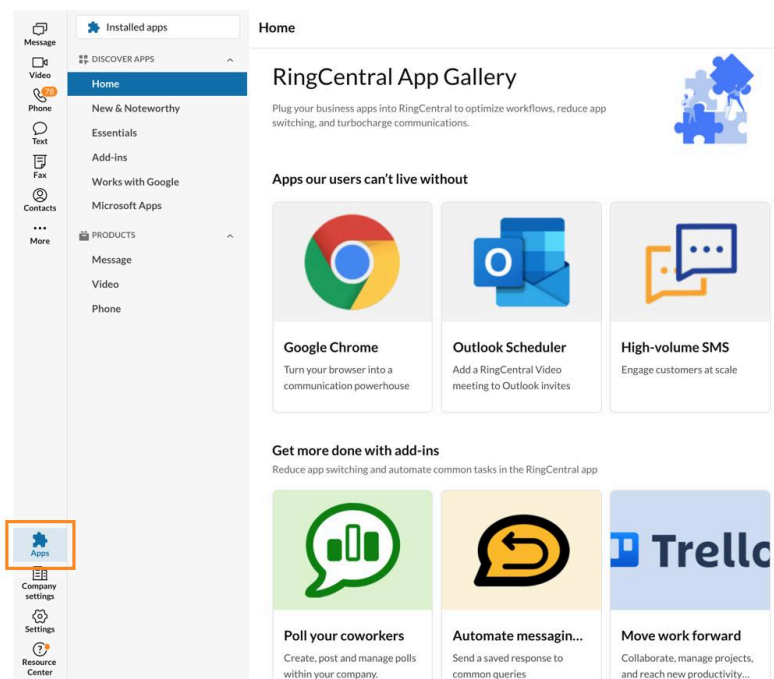 Message
Video
78
Phone
Text
Fax
Contacts
More
Apps
Company
settings
Settings
?
Resource
Center
Installed apps
DISCOVER APPS
Home
New & Noteworthy
Essentials
Add-ins
Works with Google
Microsoft Apps
PRODUCTS
Message
Video
Phone
Home
RingCentral App Gallery
Plug your business apps into RingCentral to optimize workflows, reduce app
switching, and turbocharge communications.
Apps our users can't live without
O
Google Chrome
Turn your browser into a
communication powerhouse
Outlook Scheduler
Add a RingCentral Video
meeting to Outlook invites
High-volume SMS
Engage customers at scale
Get more done with add-ins
Reduce app switching and automate common tasks in the RingCentral app
Trello
Poll your coworkers
Create, post and manage polls
within your company.
Automate messagin...
Send a saved response to
common queries
Move work forward
Collaborate, manage projects,
and reach new productivity...